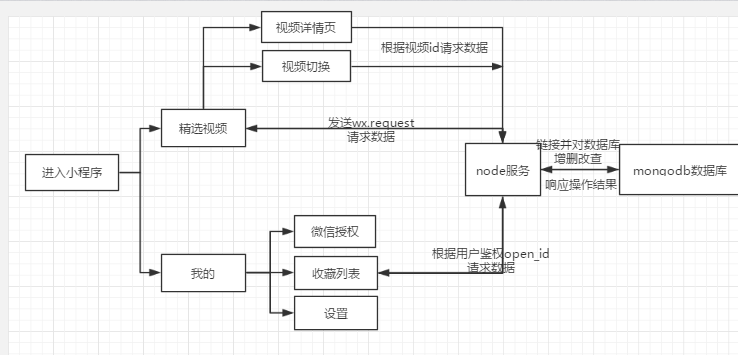 视频详情页
根据视频id请求数据
视频切换
精选视频
发送wx.request
请求数据
链接并对数据库
增删改查
进入小程序
node服务
mongodb数据库
响应操作结果
微信授权
根据用户鉴权open_id
请求数据
我的
收藏列表
设置